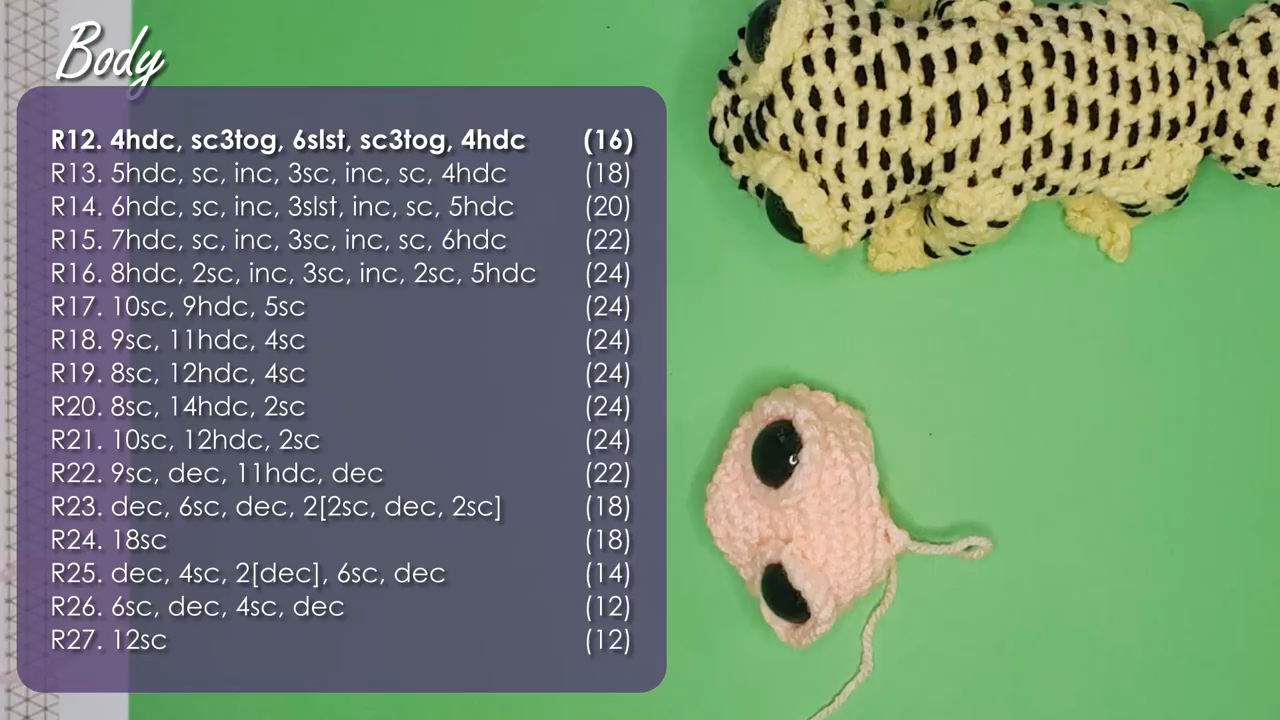 Body
R12. 4hdc, sc3tog, 6slst, sc3tog, 4hdc (16)
R13. 5hdc, sc, inc, 3sc, inc, sc, 4hdc (18)
R14. 6hdc, sc, inc, 3slst, inc, sc, 5hdc (20)
R15. 7hdc, sc, inc, 3sc, inc, sc, 6hdc (22)
R16. 8hdc, 2sc, inc, 3sc, inc, 2sc, 5hdc (24)
R17. 10sc, 9hdc, 5sc (24)
R18. 9sc, 11hdc, 4sc (24)
R19. 8sc, 12hdc, 4sc (24)
R20. 8sc, 14hdc, 2sc (24)
R21. 10sc, 12hdc, 2sc (24)
R22. 9sc, dec, 11hdc, dec (22)
R23. dec, 6sc, dec, 2[2sc, dec, 2sc] (18)
R24. 18sc (18)
R25. dec, 4sc, 2[dec], 6sc, dec (14)
R26. 6sc, dec, 4sc, dec (12)
R27. 12sc (12)